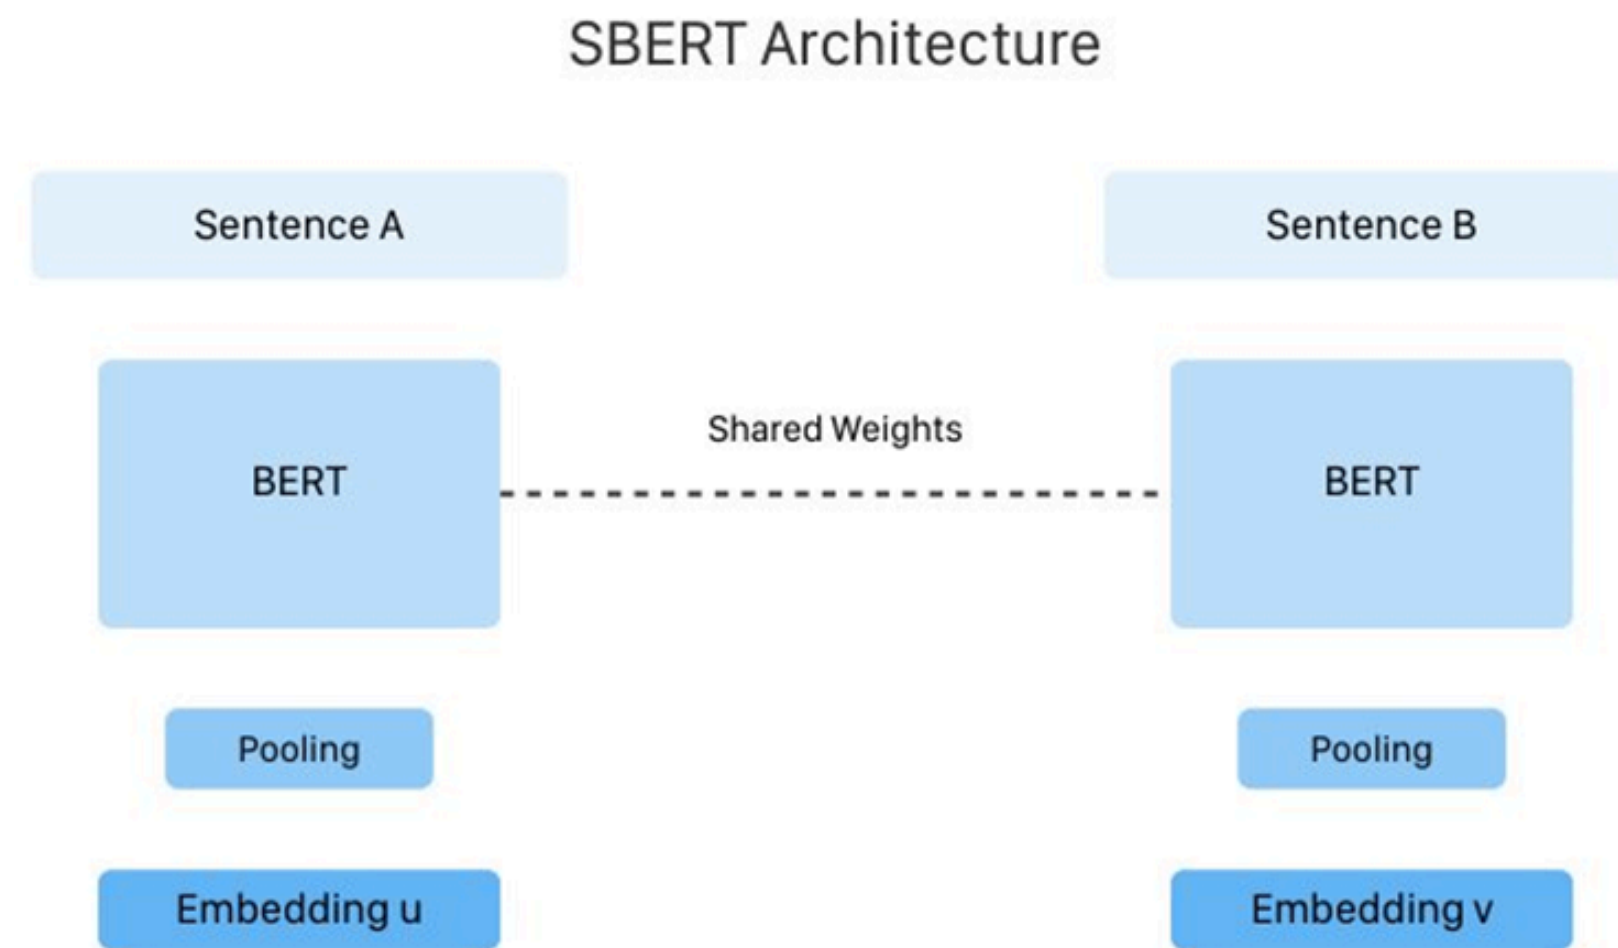 SBERT Architecture
Sentence A
Sentence B
Shared Weights
BERT
BERT
Pooling
Pooling
Embedding u
Embedding v